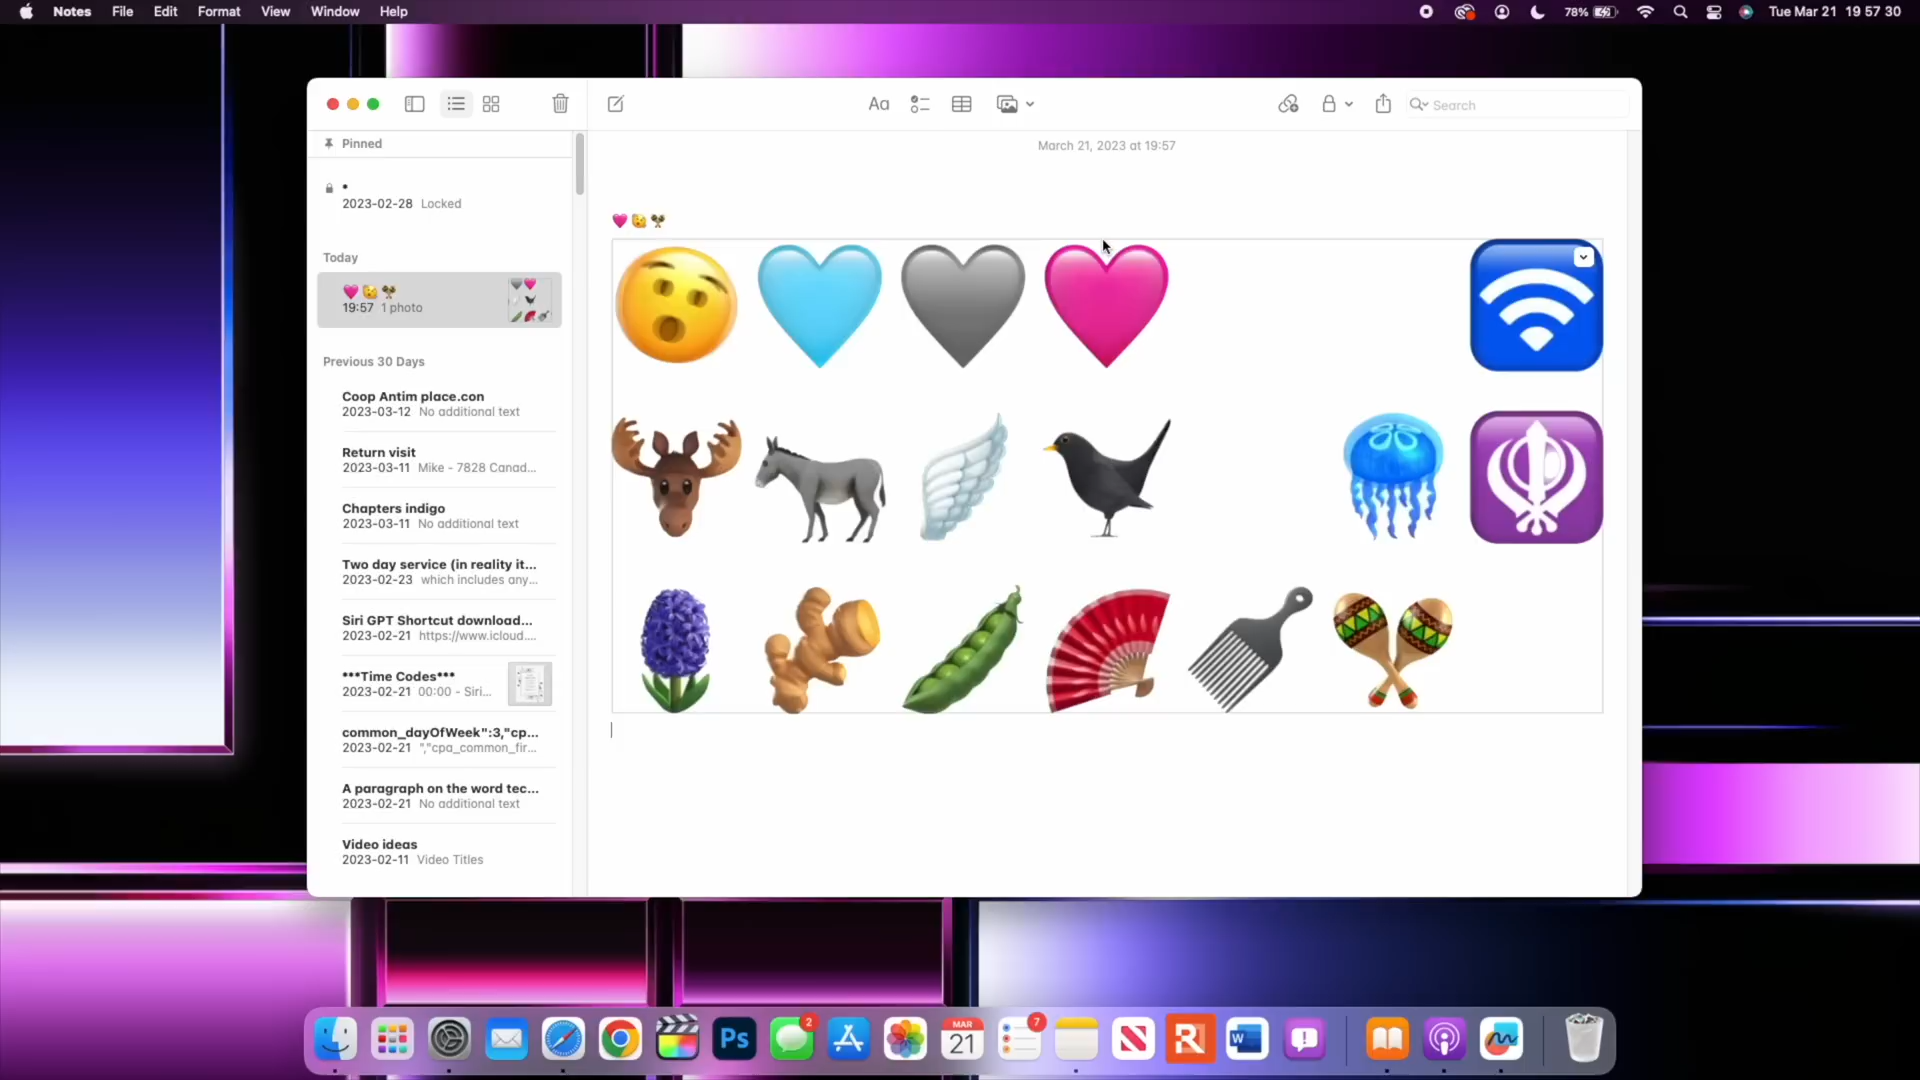 Notes File Edit Format View Window Help
78%
Tue Mar 21 19 57 30
Aa
Search
Pinned
•
2023-02-28 Locked
Today
19:57 1 photo
Previous 30 Days
Coop Antim place.con
2023-03-12 No additional text
Return visit
2023-03-11 Mike - 7828 Canad...
Chapters indigo
2023-03-11 No additional text
Two day service (in reality it...
2023-02-23 which includes any...
Siri GPT Shortcut download...
2023-02-21 https://www.icloud....
***Time Codes***
2023-02-21 00:00 - Siri...
common_dayOfWeek":3,"cp...
2023-02-21 ","cpa_common_fir...
A paragraph on the word tec...
2023-02-21 No additional text
Video ideas
2023-02-11 Video Titles
March 21, 2023 at 19:57
Ps
2
MAR
21
7
N
R
W